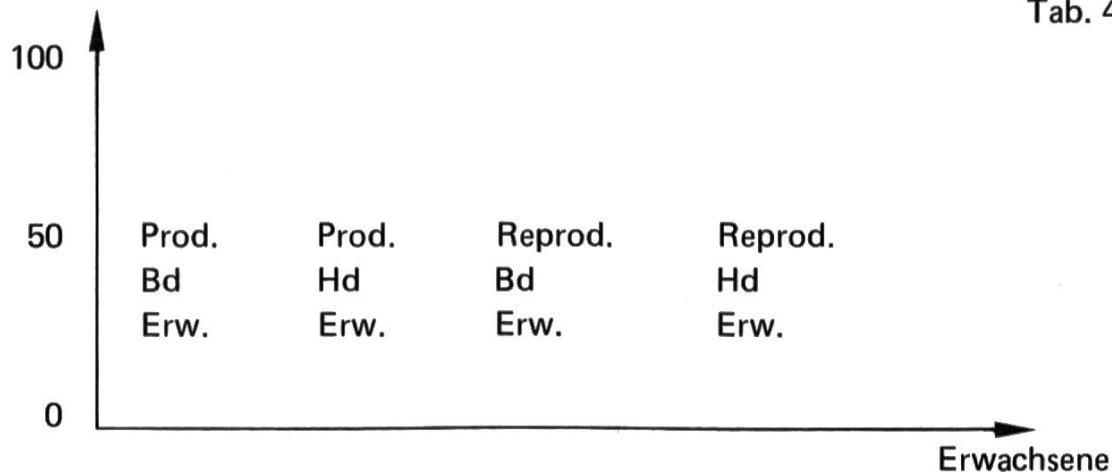 Tab. 4
100
50 Prod. Prod. Reprod. Reprod.
Bd Hd Bd Hd
Erw. Erw. Erw. Erw.
0
Erwachsene